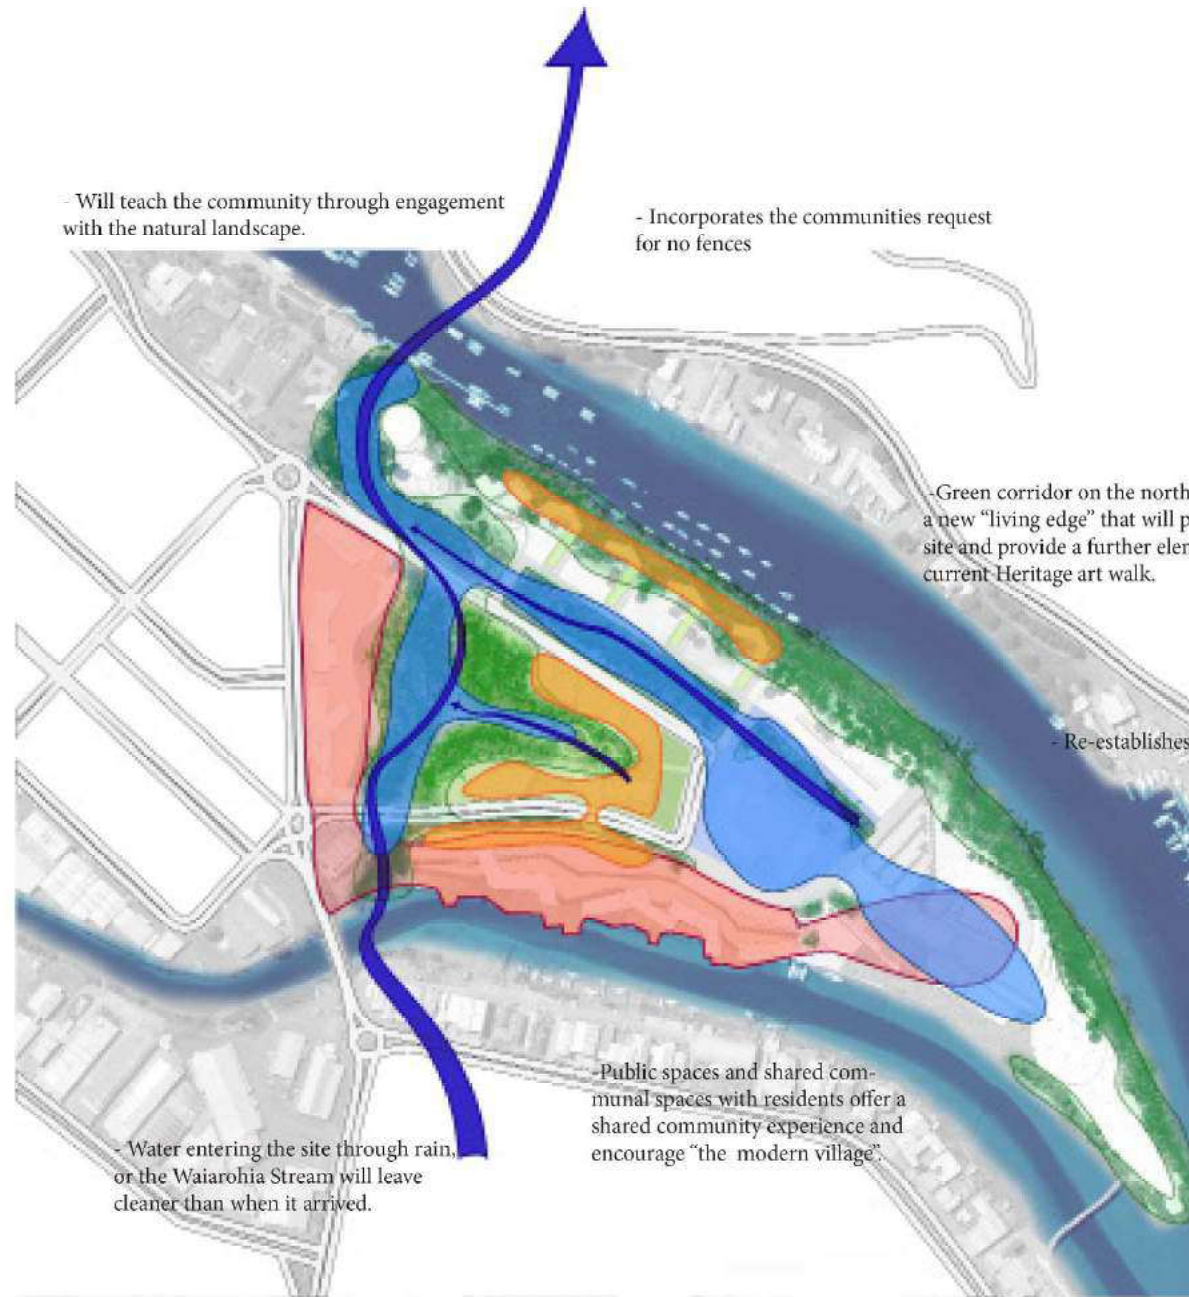 - Will teach the community through engagement
with the natural landscape.
- Incorporates the communities request
for no fences
-Green corridor on the north
a new “living edge” that will p
site and provide a further elem
current Heritage art walk.
- Re-establishes
-Public spaces and shared com-
munal spaces with residents offer a
shared community experience and
encourage “the modern village”.
- Water entering the site through rain,
or the Waiarohia Stream will leave
cleaner than when it arrived.